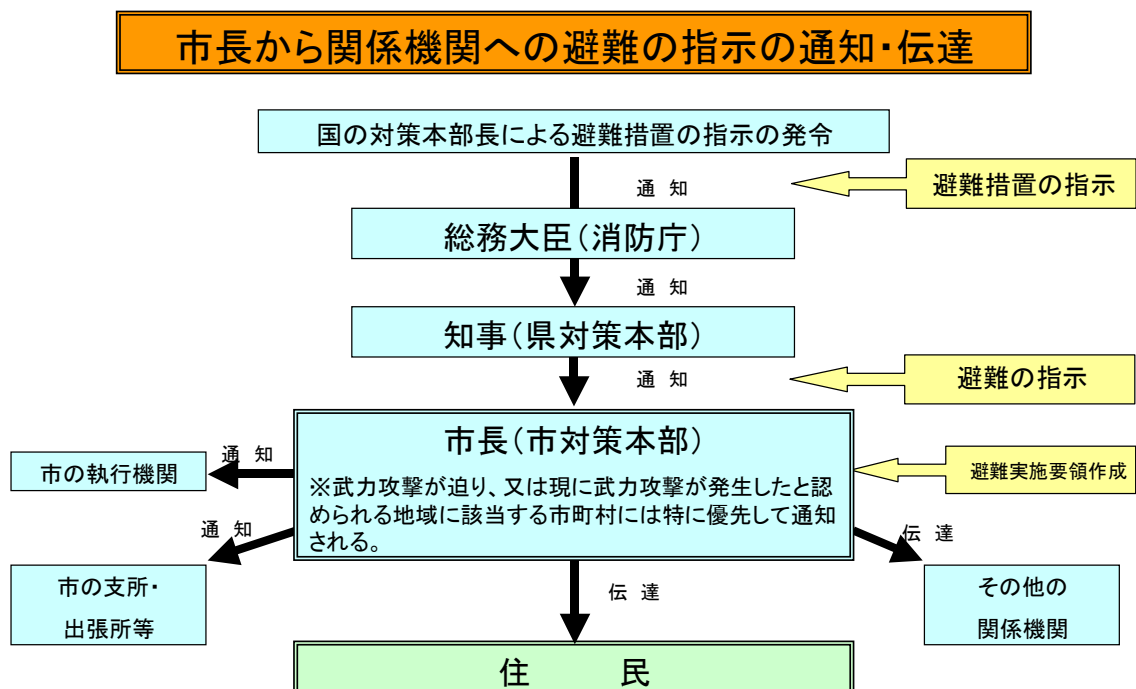 市長から関係機関への避難の指示の通知・伝達
国の対策本部長による避難措置の指示の発令
通 知
避難措置の指示
総務大臣(消防庁)
通 知
知事(県対策本部)
通 知
避難の指示
市長(市対策本部)
※武力攻撃が迫り、又は現に武力攻撃が発生したと認
められる地域に該当する市町村には特に優先して通知
される。
通 知
市の執行機関
避難実施要領作成
通 知
伝 達
市の支所・
出張所等
伝 達
その他の
関係機関
住 民